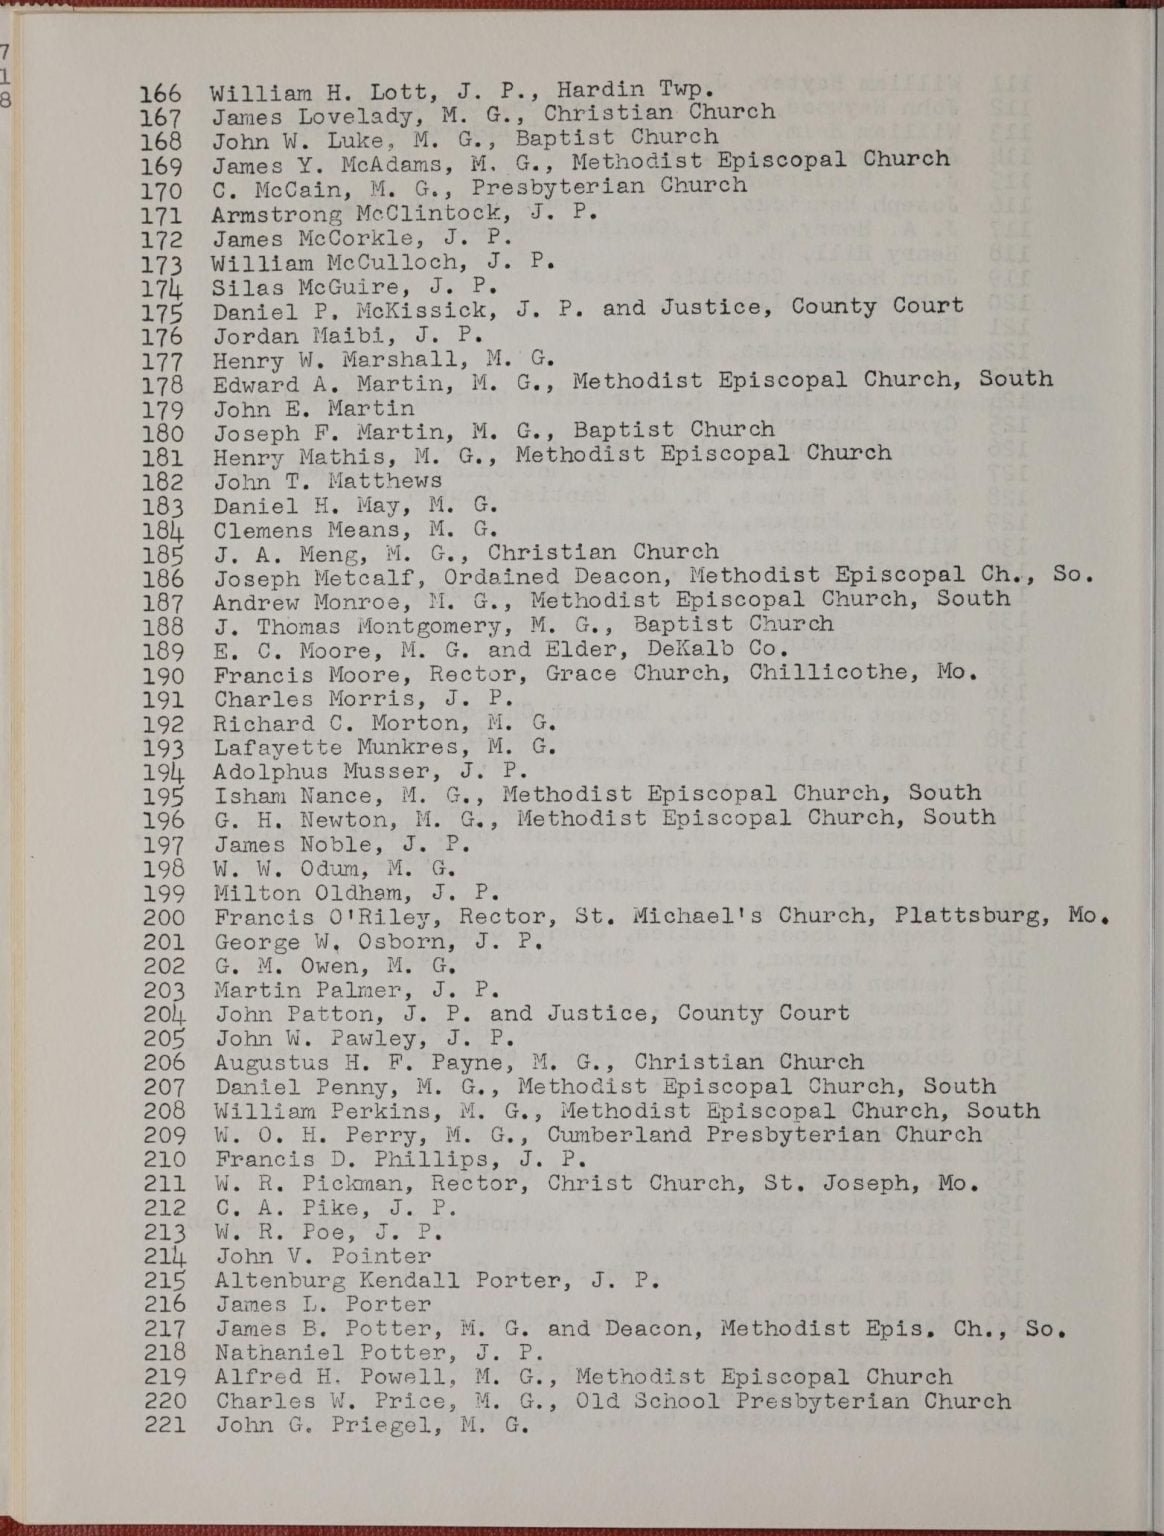 7
1
8
166 William H. Lott, J. P., Hardin Twp.
167 James Lovelady, M. G., Christian Church
168 John W. Luke, M. G., Baptist Church
169 James Y. McAdams, M. G., Methodist Episcopal Church
170 C. McCain, M. G., Presbyterian Church
171 Armstrong McClintock, J. P.
172 James McCorkle, J. P.
173 William McCulloch, J. P.
174 Silas McGuire, J. P.
175 Daniel P. McKissick, J. P. and Justice, County Court
176 Jordan Maibi, J. P.
177 Henry W. Marshall, M. G.
178 Edward A. Martin, M. G., Methodist Episcopal Church, South
179 John E. Martin
180 Joseph F. Martin, M. G., Baptist Church
181 Henry Mathis, M. G., Methodist Episcopal Church
182 John T. Matthews
183 Daniel H. May, M. G.
184 Clemens Means, M. G.
185 J. A. Meng, M. G., Christian Church
186 Joseph Metcalf, Ordained Deacon, Methodist Episcopal Ch., So.
187 Andrew Monroe, M. G., Methodist Episcopal Church, South
188 J. Thomas Montgomery, M. G., Baptist Church
189 E. C. Moore, M. G. and Elder, DeKalb Co.
190 Francis Moore, Rector, Grace Church, Chillicothe, Mo.
191 Charles Morris, J. P.
192 Richard C. Morton, M. G.
193 Lafayette Munkres, M. G.
194 Adolphus Musser, J. P.
195 Isham Nance, M. G., Methodist Episcopal Church, South
196 G. H. Newton, M. G., Methodist Episcopal Church, South
197 James Noble, J. P.
198 W. W. Odum, M. G.
199 Milton Oldham, J. P.
200 Francis O'Riley, Rector, St. Michael's Church, Plattsburg, Mo.
201 George W. Osborn, J. P.
202 G. M. Owen, M. G.
203 Martin Palmer, J. P.
204 John Patton, J. P. and Justice, County Court
205 John W. Pawley, J. P.
206 Augustus H. F. Payne, M. G., Christian Church
207 Daniel Penny, M. G., Methodist Episcopal Church, South
208 William Perkins, M. G., Methodist Episcopal Church, South
209 W. O. H. Perry, M. G., Cumberland Presbyterian Church
210 Francis D. Phillips, J. P.
211 W. R. Pickman, Rector, Christ Church, St. Joseph, Mo.
212 C. A. Pike, J. P.
213 W. R. Poe, J. P.
214 John V. Pointer
215 Altenburg Kendall Porter, J. P.
216 James L. Porter
217 James B. Potter, M. G. and Deacon, Methodist Epis. Ch., So.
218 Nathaniel Potter, J. P.
219 Alfred H. Powell, M. G., Methodist Episcopal Church
220 Charles W. Price, M. G., Old School Presbyterian Church
221 John G. Priegel, M. G.